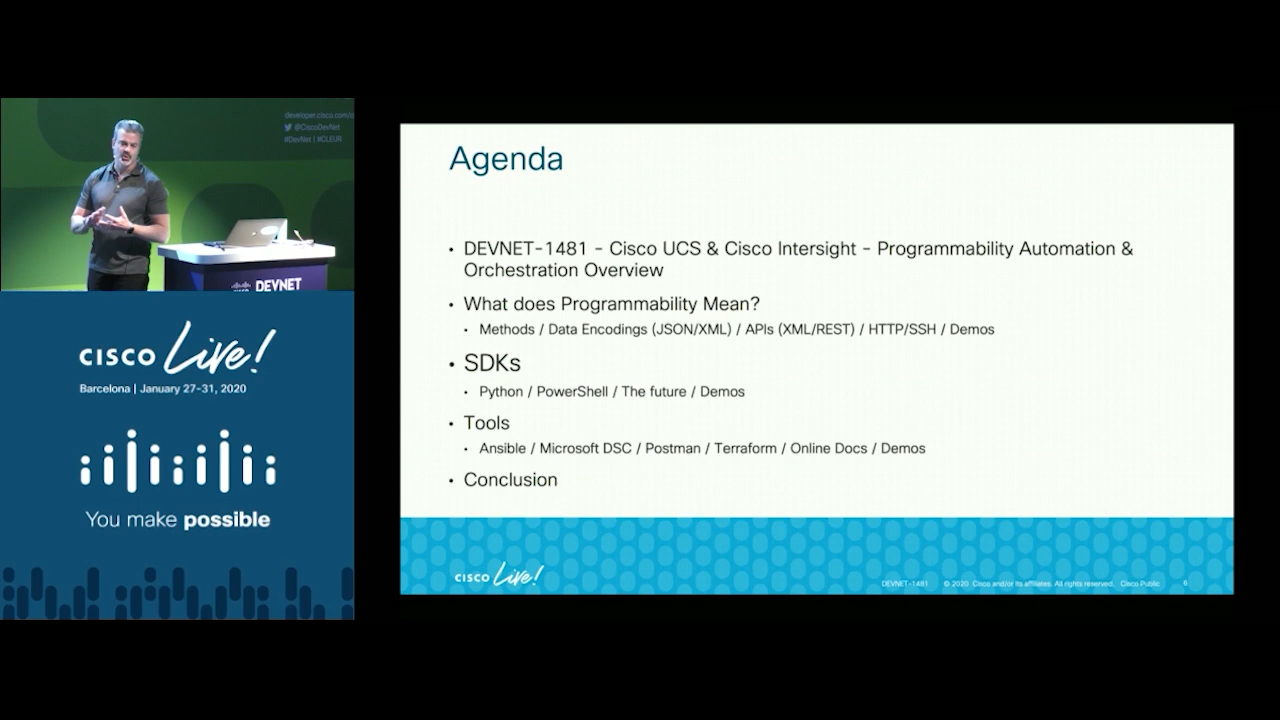 developer.cisco.com/
@CiscoDevNet
#DevNet | #CLEUR
DEVNET
CISCO Live!
Barcelona | January 27-31, 2020
You make possible
Agenda
• DEVNET-1481 - Cisco UCS & Cisco Intersight - Programmability Automation &
Orchestration Overview
• What does Programmability Mean?
• Methods / Data Encodings (JSON/XML) / APIs (XML/REST) / HTTP/SSH / Demos
• SDKs
• Python / PowerShell / The future / Demos
• Tools
• Ansible / Microsoft DSC / Postman / Terraform / Online Docs / Demos
• Conclusion
CISCO Live!
DEVNET-1481 © 2020 Cisco and/or its affiliates. All rights reserved. Cisco Public 6